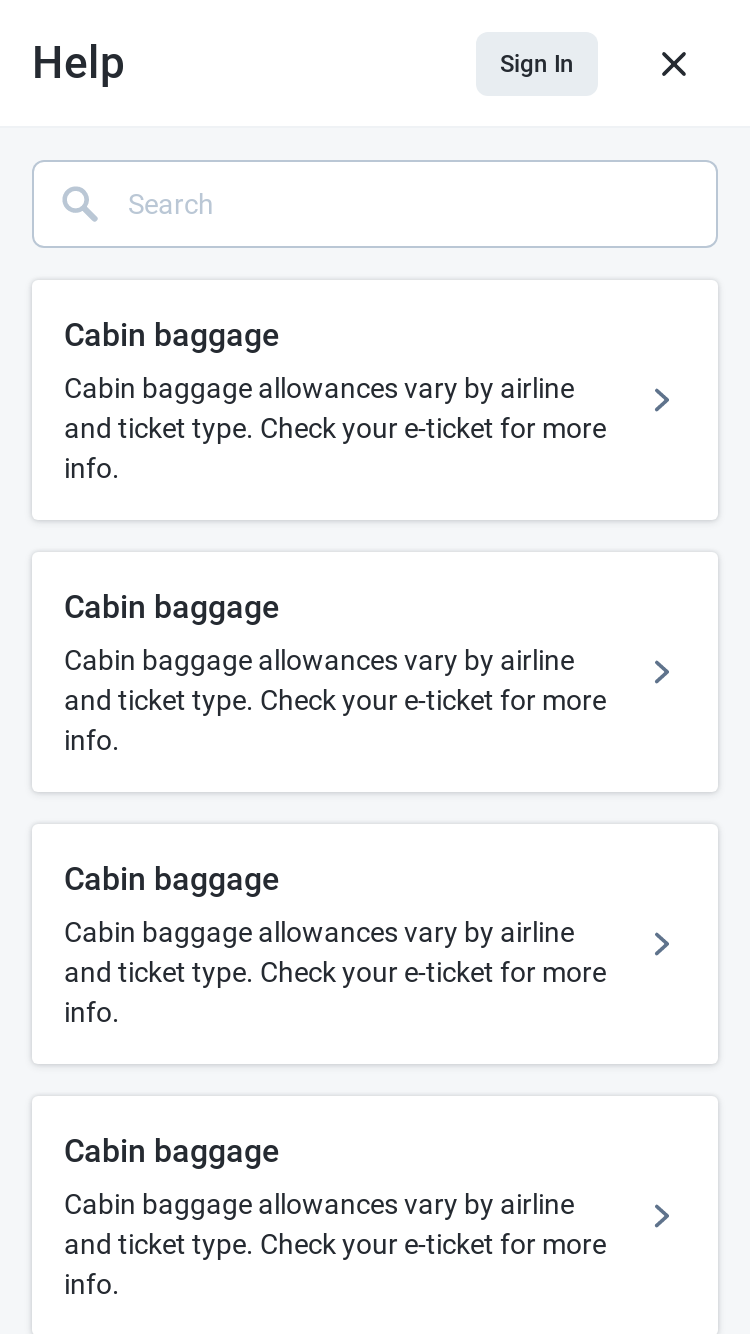 Help
Sign In
Search
Cabin baggage
Cabin baggage allowances vary by airline
and ticket type. Check your e-ticket for more
info.
Cabin baggage
Cabin baggage allowances vary by airline
and ticket type. Check your e-ticket for more
info.
Cabin baggage
Cabin baggage allowances vary by airline
and ticket type. Check your e-ticket for more
info.
Cabin baggage
Cabin baggage allowances vary by airline
and ticket type. Check your e-ticket for more
info.